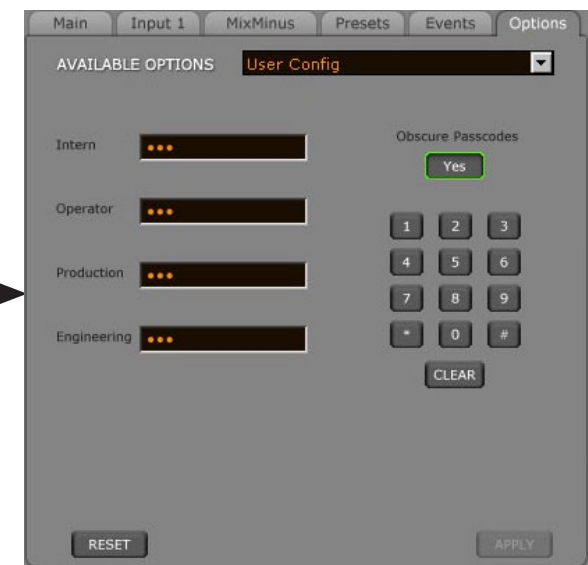 Main Input 1 MixMinus Presets Events Options
AVAILABLE OPTIONS User Config
Obscure Passcodes
Yes
Intern •••
Operator •••
Production •••
Engineering •••
1 2 3
4 5 6
7 8 9
* 0 #
CLEAR
RESET APPLY